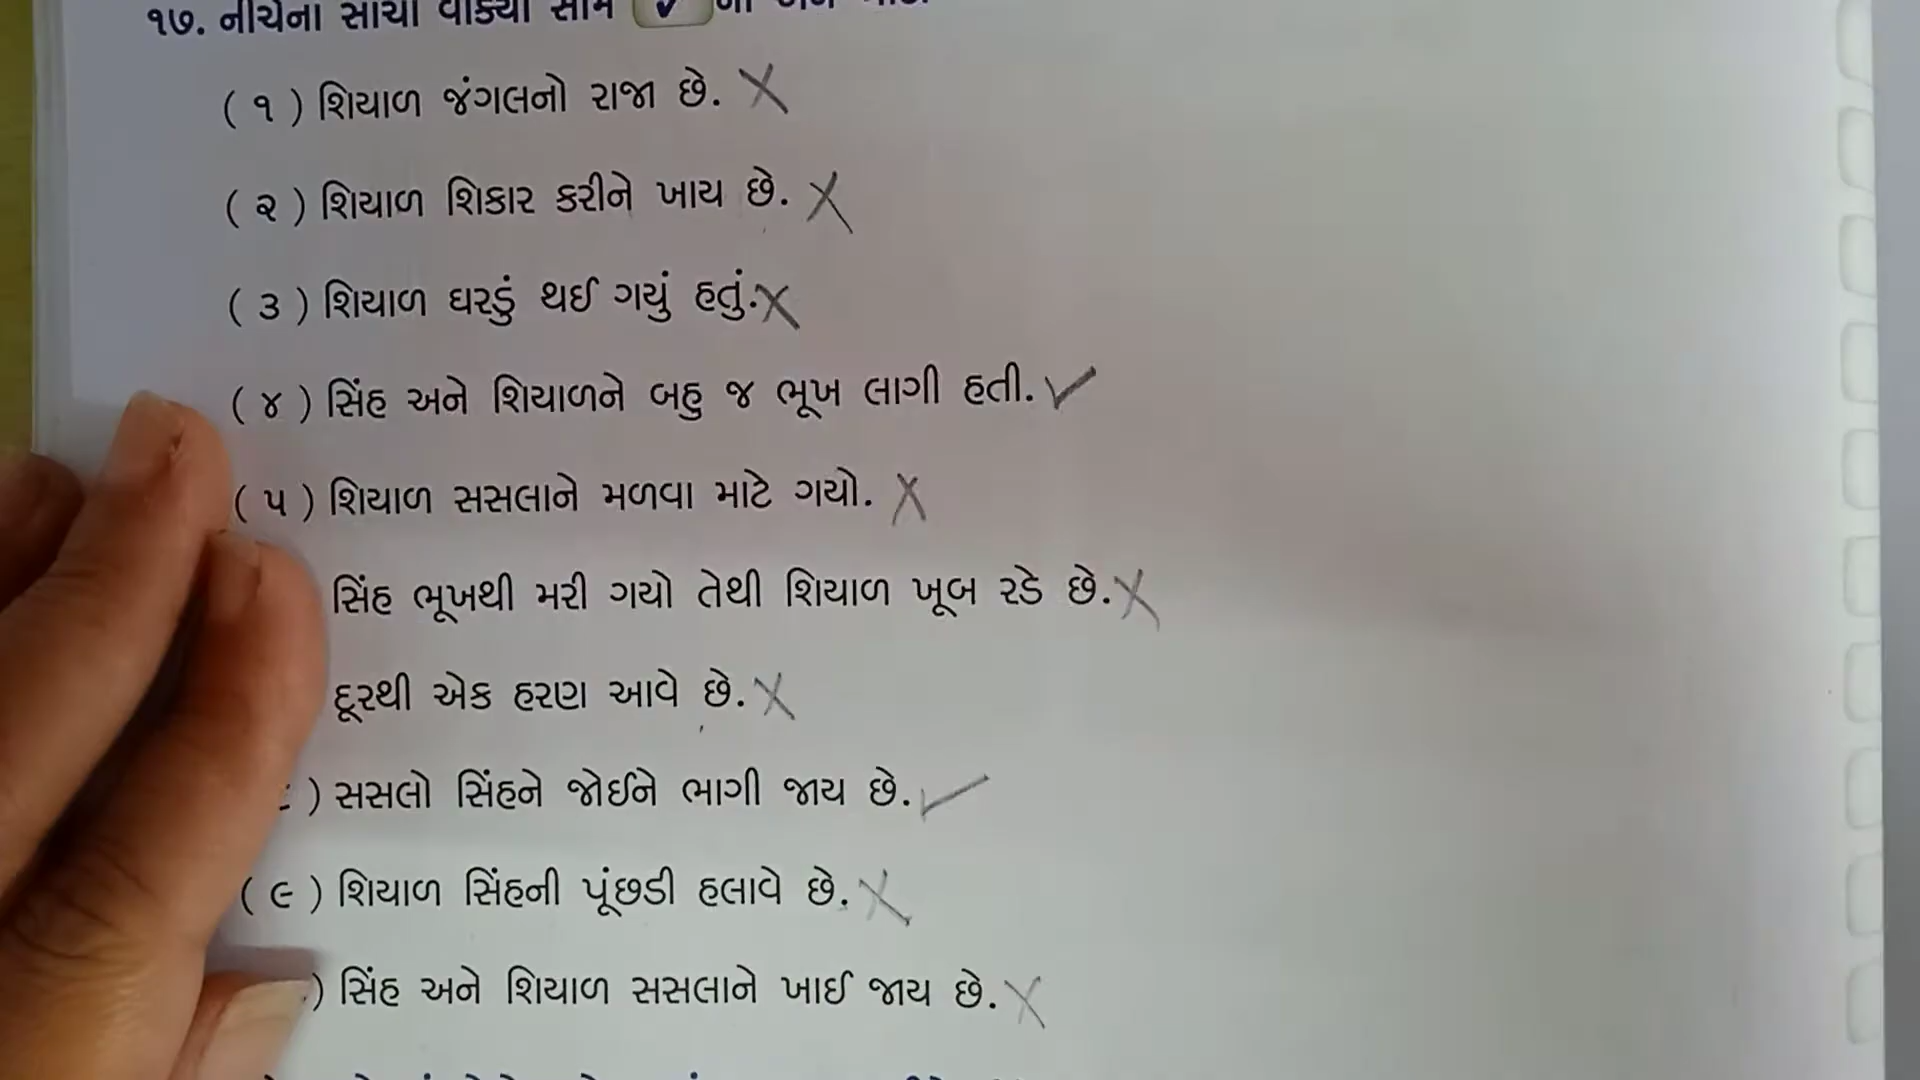 ૧૭. નીચેના સાચા વાક્યો સામે ✓
(૧) શિયાળ જંગલનો રાજા છે. ✗
(૨) શિયાળ શિકાર કરીને ખાય છે. ✗
(૩) શિયાળ ઘરડું થઈ ગયું હતું. ✗
(૪) સિંહ અને શિયાળને બહુ જ ભૂખ લાગી હતી. ✓
(૫) શિયાળ સસલાને મળવા માટે ગયો. ✗
સિંહ ભૂખથી મરી ગયો તેથી શિયાળ ખૂબ રડે છે. ✗
દૂરથી એક હરણ આવે છે. ✗
) સસલો સિંહને જોઈને ભાગી જાય છે. ✓
(૯) શિયાળ સિંહની પૂંછડી હલાવે છે. ✗
) સિંહ અને શિયાળ સસલાને ખાઈ જાય છે. ✗